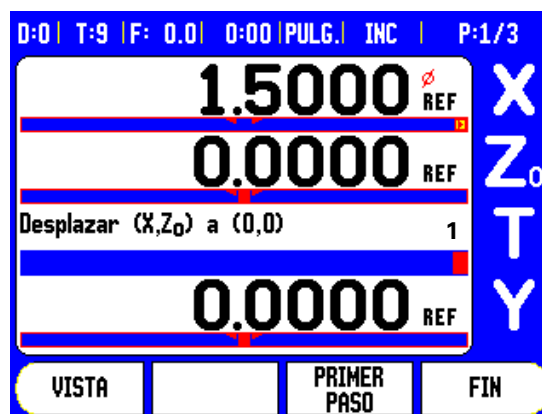 D:0 | T:9 | F: 0.0 | 0:00 | PULG. | INC | P:1/3
1.5000 Ø REF X
0.0000 REF Z0
Desplazar (X,Z0) a (0,0) 1 T
0.0000 REF Y
VISTA PRIMER PASO FIN